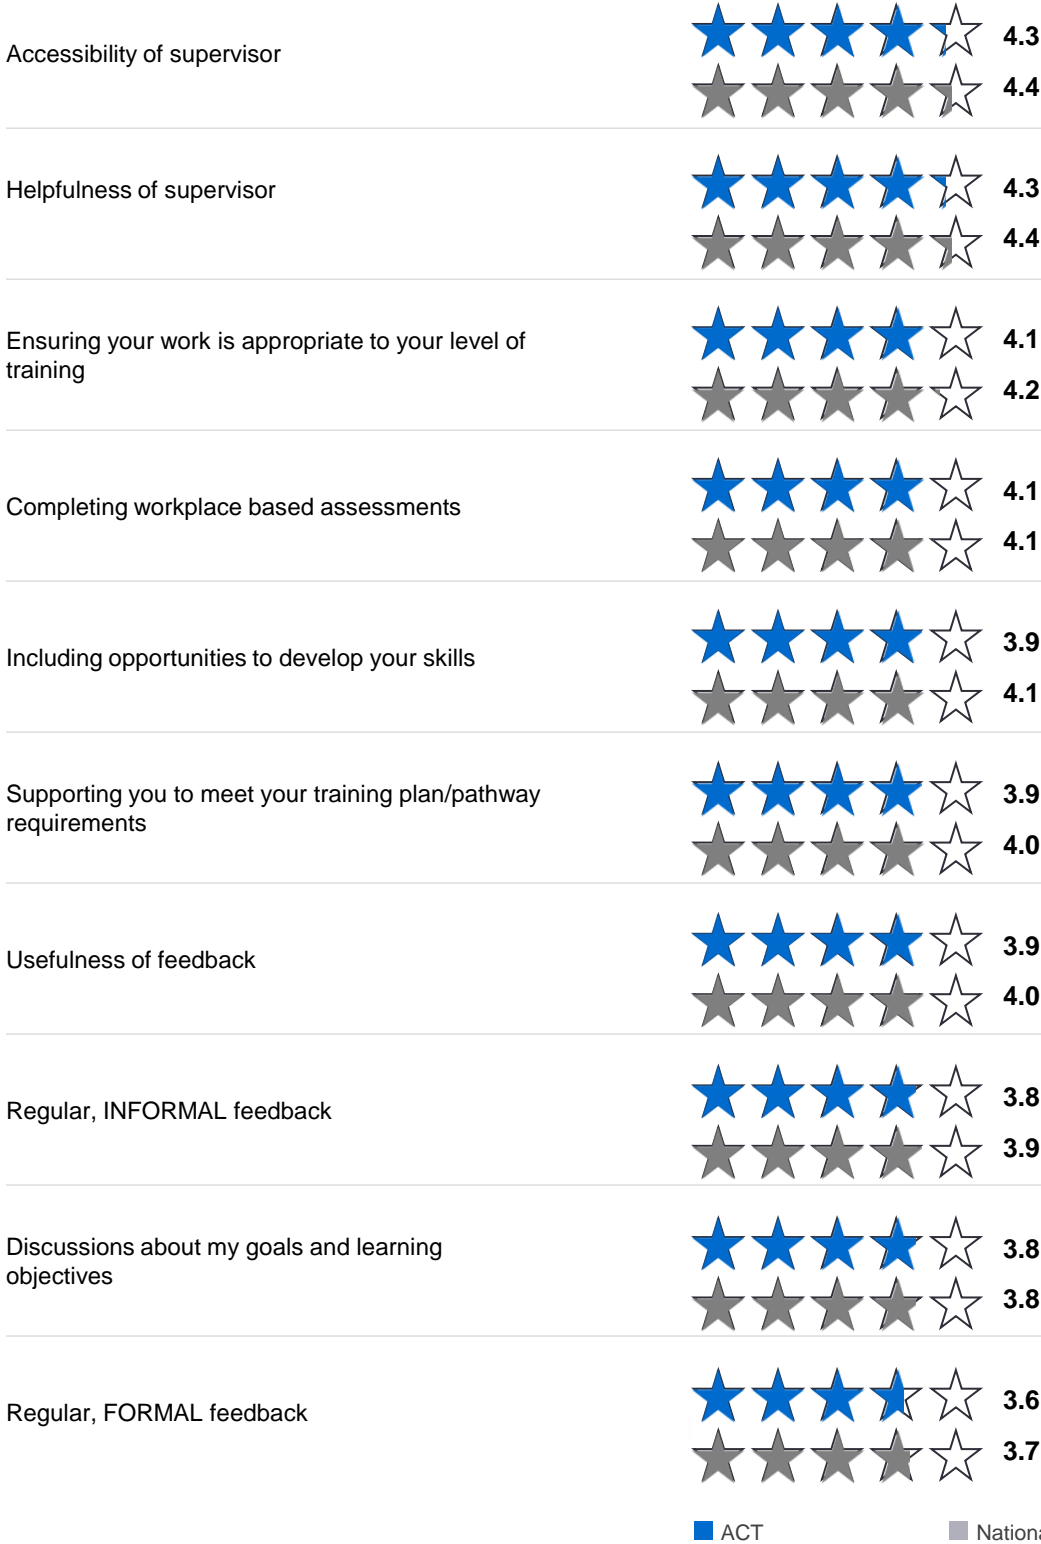 4.3
Accessibility of supervisor
4.4
4.3
Helpfulness of supervisor
4.4
Ensuring your work is appropriate to your level of
training
4.1
4.2
Completing workplace based assessments
4.1
4.1
Including opportunities to develop your skills
3.9
4.1
Supporting you to meet your training plan/pathway
requirements
3.9
4.0
Usefulness of feedback
3.9
4.0
Regular, INFORMAL feedback
3.8
3.9
Discussions about my goals and learning
objectives
3.8
3.8
Regular, FORMAL feedback
3.6
3.7
ACT
Nationa